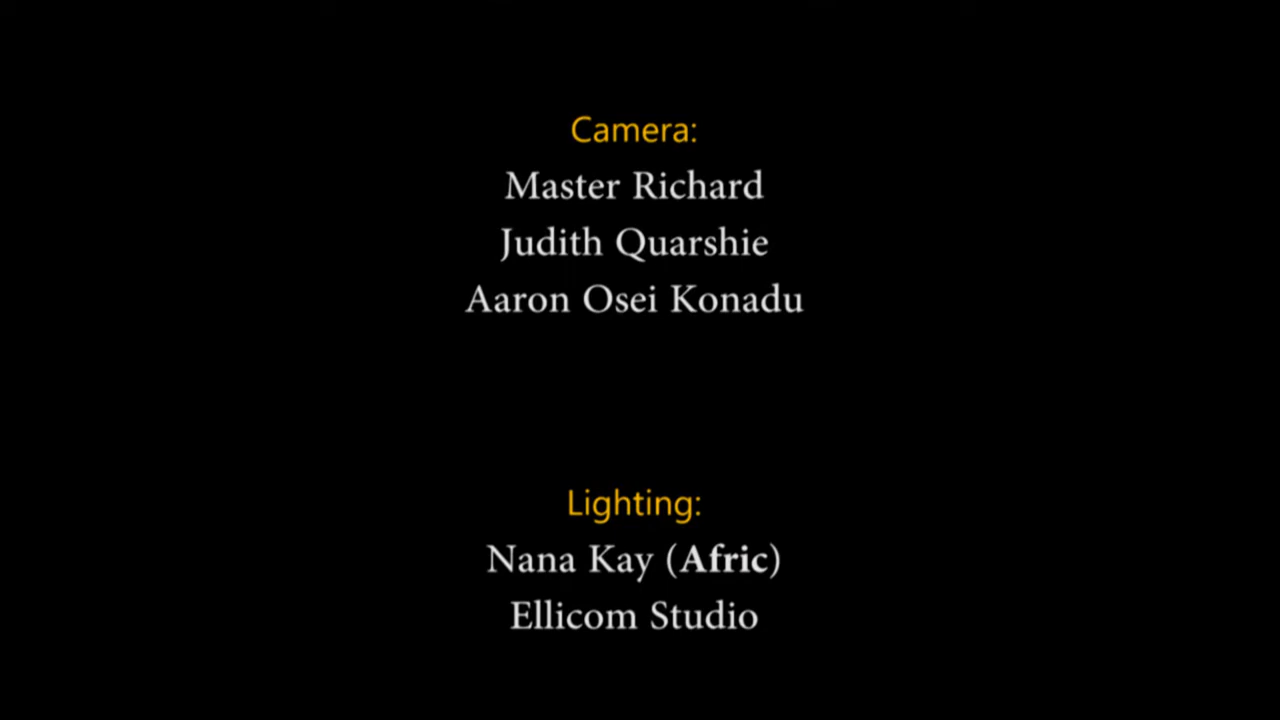 Camera:
Master Richard
Judith Quarshie
Aaron Osei Konadu
Lighting:
Nana Kay (Afric)
Ellicom Studio